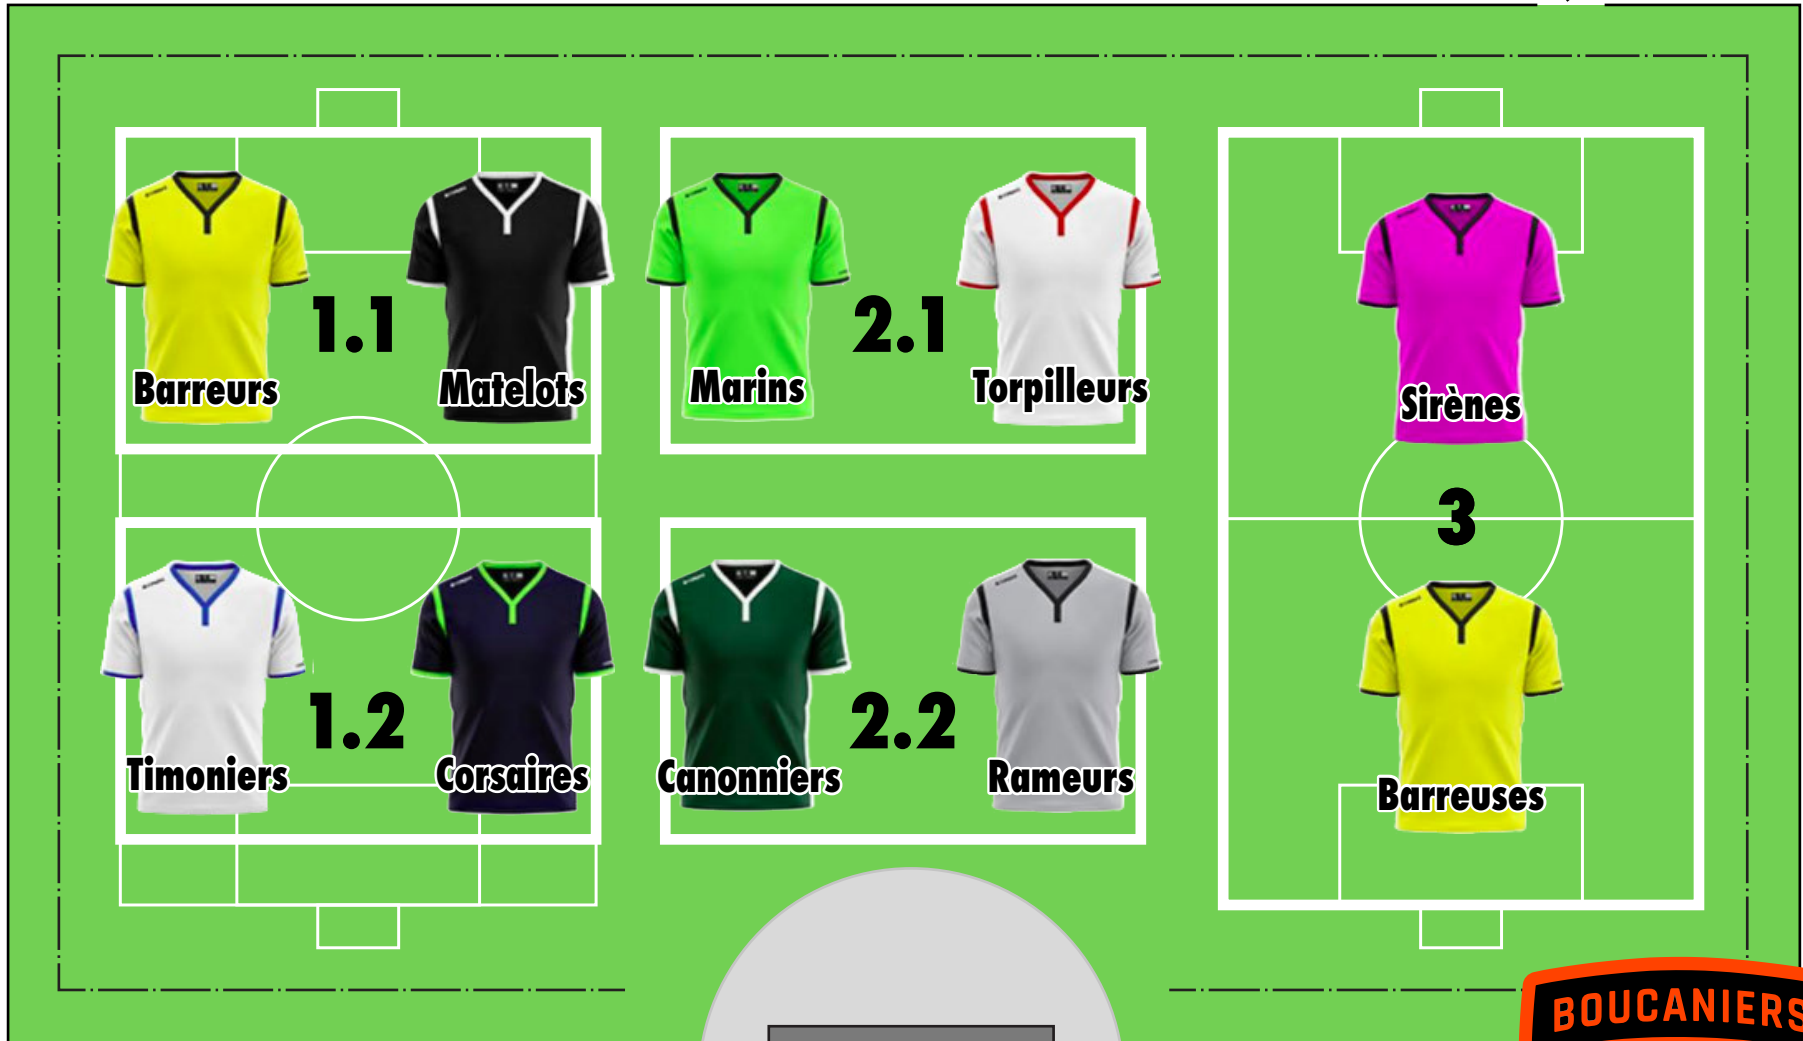 1.1
Barreurs
Matelots
2.1
Marins
Torpilleurs
Sirènes
3
1.2
Timoniers
Corsaires
2.2
Canonniers
Rameurs
Barreuses
BOUCANIERS